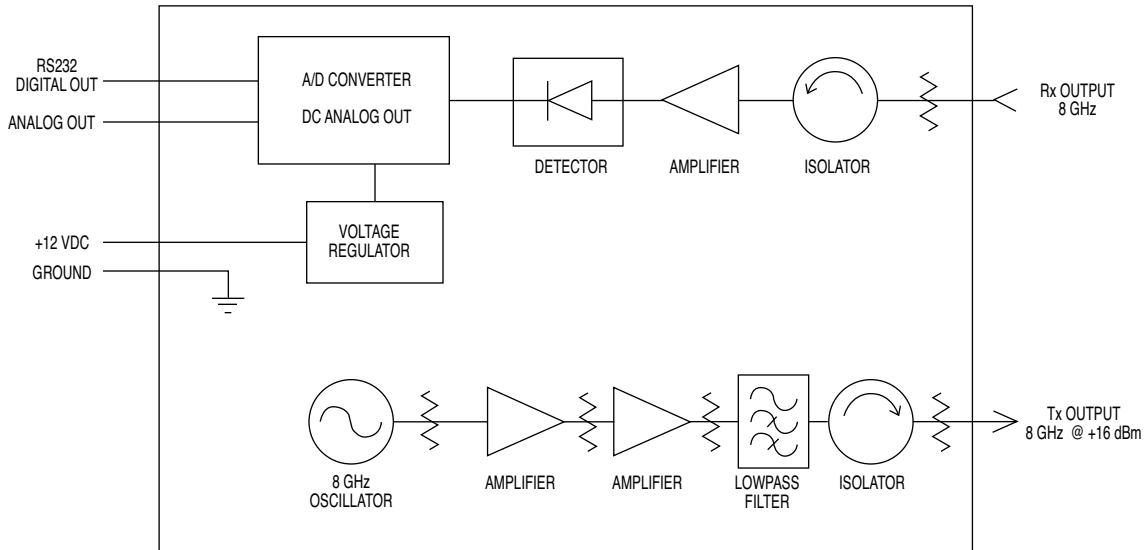 RS232
DIGITAL OUT
ANALOG OUT
A/D CONVERTER
DC ANALOG OUT
DETECTOR
AMPLIFIER
ISOLATOR
Rx OUTPUT
8 GHz
+12 VDC
GROUND
VOLTAGE
REGULATOR
8 GHz
OSCILLATOR
AMPLIFIER
AMPLIFIER
LOWPASS
FILTER
ISOLATOR
Tx OUTPUT
8 GHz @ +16 dBm